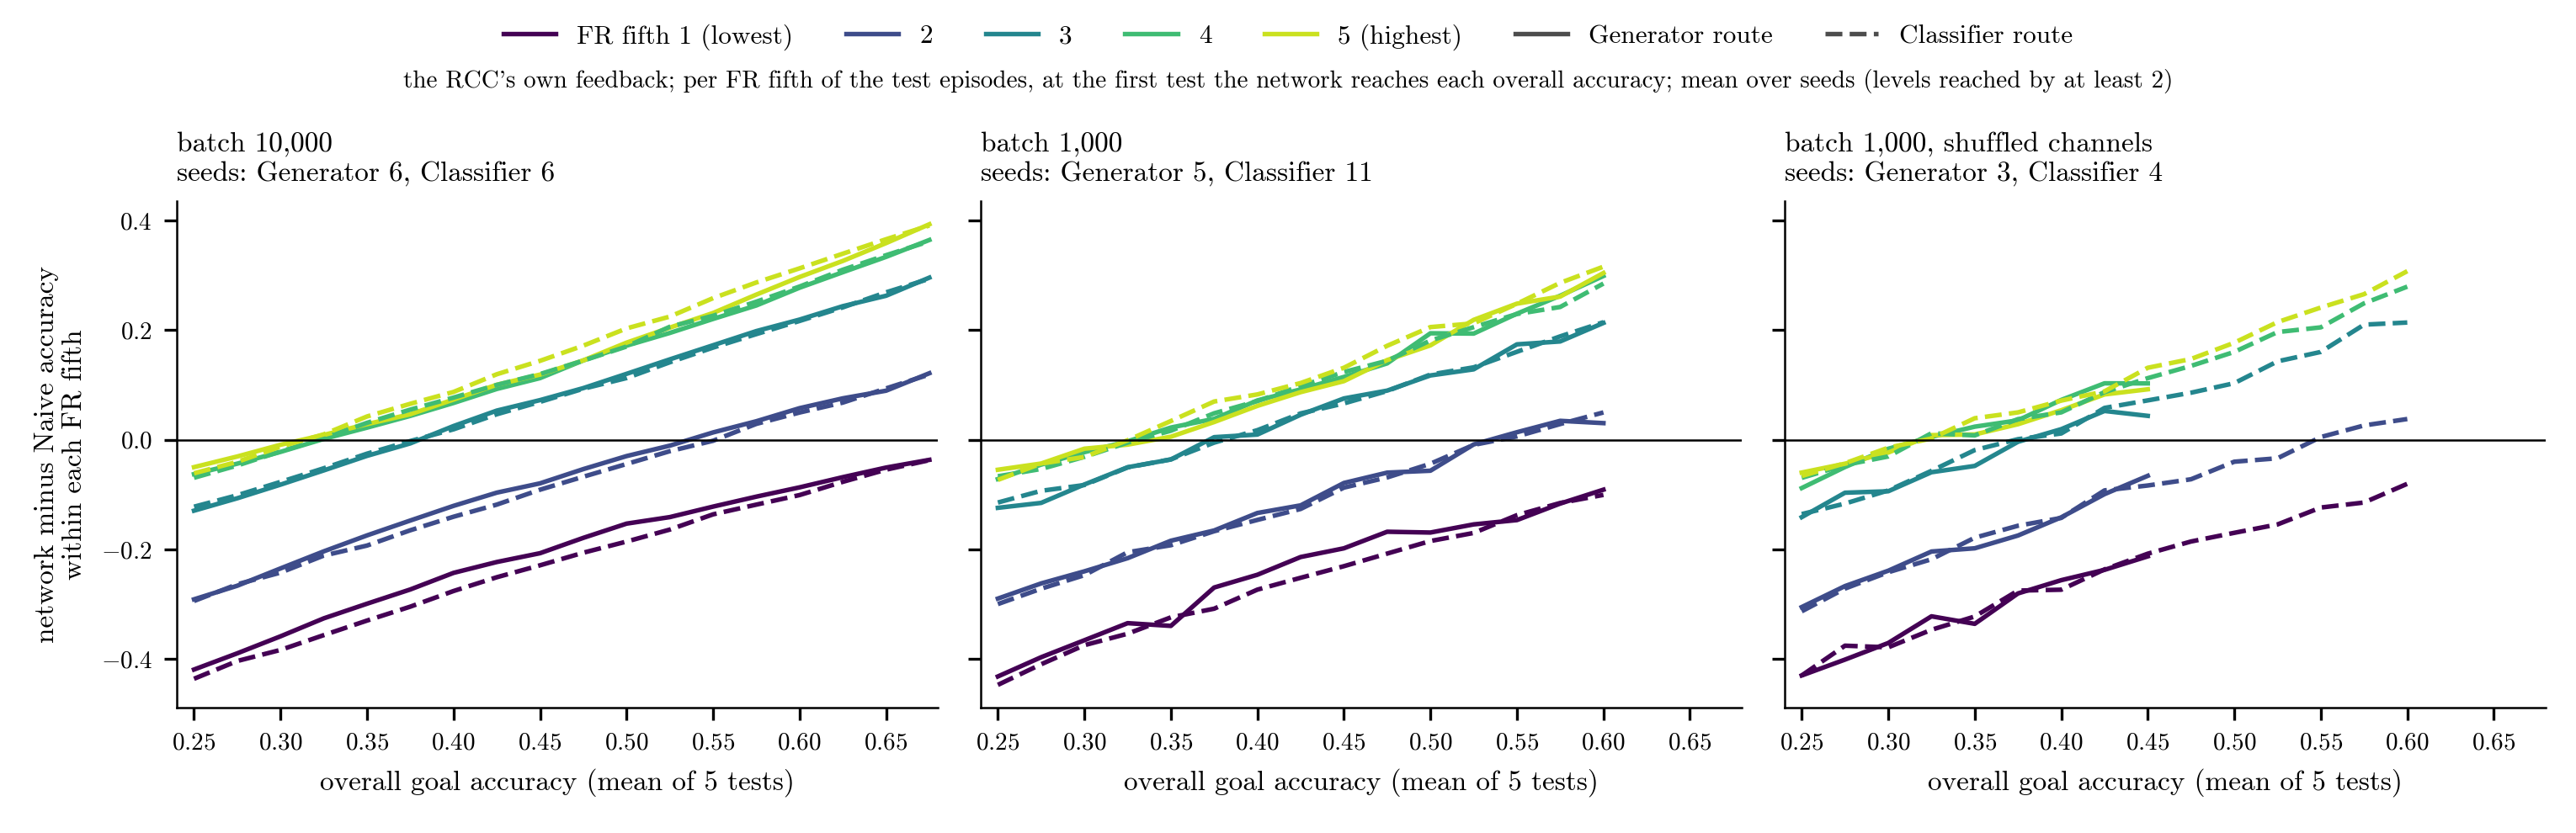 FR fifth 1 (lowest) 2 3 4 5 (highest) Generator route Classifier route
the RCC's own feedback; per FR fifth of the test episodes, at the first test the network reaches each overall accuracy; mean over seeds (levels reached by at least 2)
batch 10,000
seeds: Generator 6, Classifier 6
batch 1,000
seeds: Generator 5, Classifier 11
batch 1,000, shuffled channels
seeds: Generator 3, Classifier 4
network minus Naive accuracy
within each FR fifth
0.4
0.2
0.0
−0.2
−0.4
0.25 0.30 0.35 0.40 0.45 0.50 0.55 0.60 0.65
overall goal accuracy (mean of 5 tests)
0.25 0.30 0.35 0.40 0.45 0.50 0.55 0.60 0.65
overall goal accuracy (mean of 5 tests)
0.25 0.30 0.35 0.40 0.45 0.50 0.55 0.60 0.65
overall goal accuracy (mean of 5 tests)